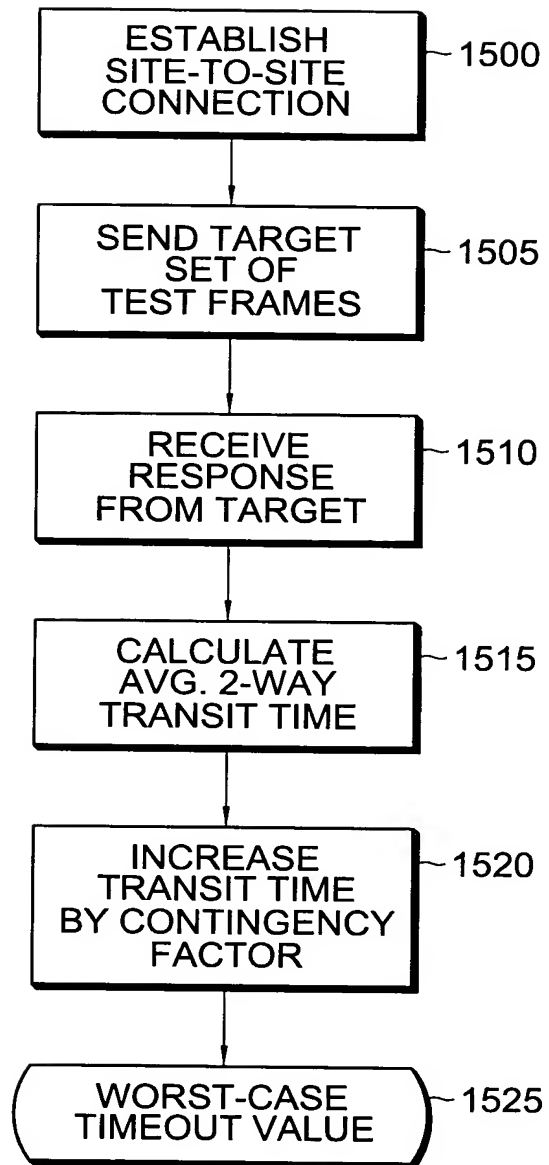 ESTABLISH
SITE-TO-SITE
CONNECTION
1500
SEND TARGET
SET OF
TEST FRAMES
1505
RECEIVE
RESPONSE
FROM TARGET
1510
CALCULATE
AVG. 2-WAY
TRANSIT TIME
1515
INCREASE
TRANSIT TIME
BY CONTINGENCY
FACTOR
1520
WORST-CASE
TIMEOUT VALUE
1525